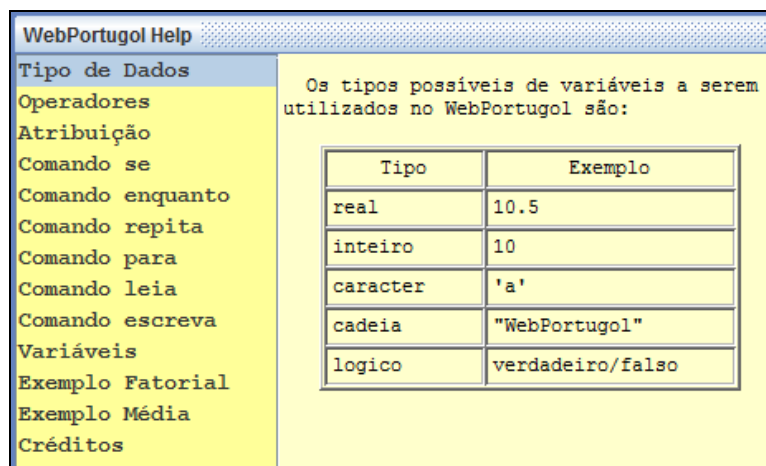 WebPortugol Help
Tipo de Dados
Operadores
Atribuição
Comando se
Comando enquanto
Comando repita
Comando para
Comando leia
Comando escreva
Variáveis
Exemplo Fatorial
Exemplo Média
Créditos
Os tipos possíveis de variáveis a serem
utilizados no WebPortugol são:
Tipo Exemplo
real 10.5
inteiro 10
caracter 'a'
cadeia "WebPortugol"
logico verdadeiro/falso